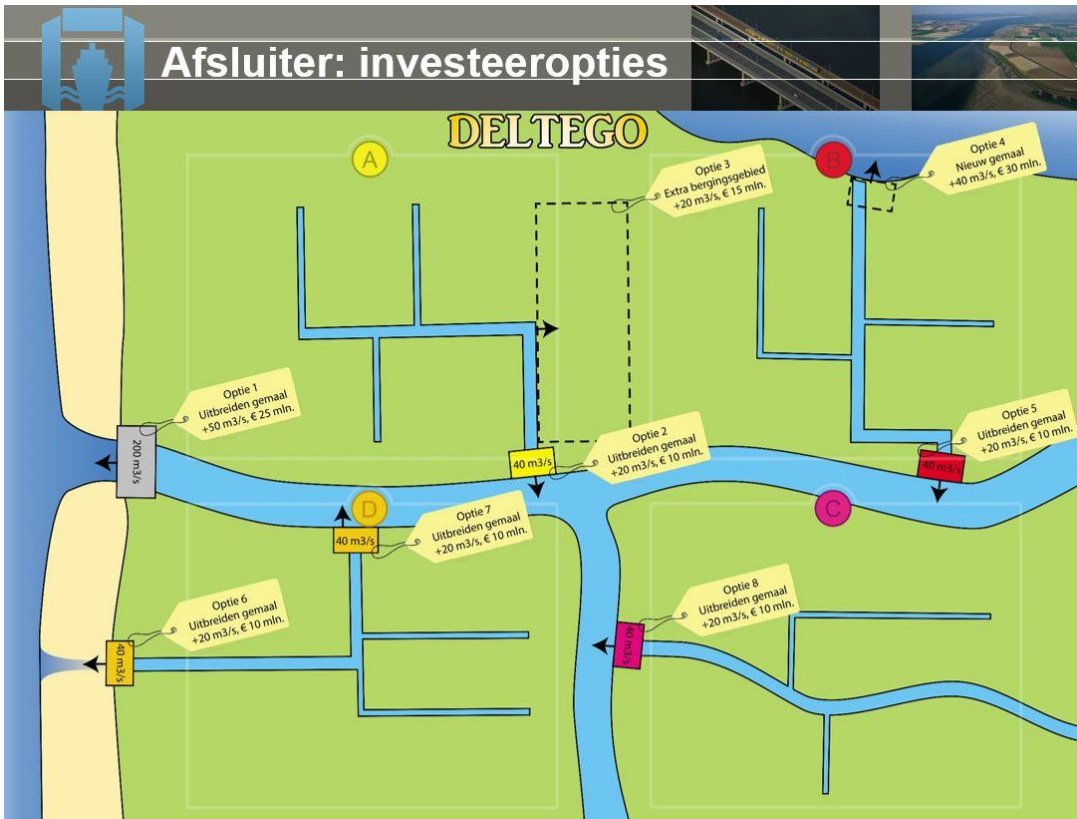 Afsluiter: investeeropties
DELTEGO
A
B
Optie 3
Extra bergingsgebied
+20 m3/s, € 15 mln.
Optie 4
Nieuw gemaal
+40 m3/s, € 30 mln.
Optie 1
Uitbreiden gemaal
+50 m3/s, € 25 mln.
200 m3/s
Optie 2
Uitbreiden gemaal
+20 m3/s, € 10 mln.
40 m3/s
Optie 5
Uitbreiden gemaal
+20 m3/s, € 10 mln.
40 m3/s
D
C
Optie 7
Uitbreiden gemaal
+20 m3/s, € 10 mln.
40 m3/s
Optie 6
Uitbreiden gemaal
+20 m3/s, € 10 mln.
40 m3/s
Optie 8
Uitbreiden gemaal
+20 m3/s, € 10 mln.
40 m3/s